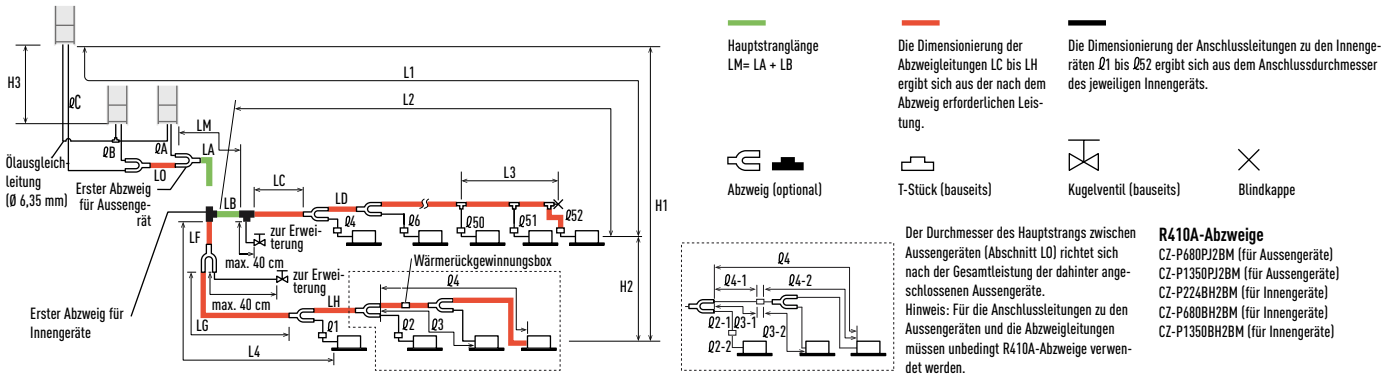 H3
ℓC
ℓB
ℓA
LM
LA
LO
L1
L2
L3
H1
H2
Ölausgleich-
leitung
(Ø 6,35 mm)
Erster Abzweig
für Aussenge-
rät
LB
LC
LD
ℓ4
ℓ6
ℓ50
ℓ51
ℓ52
zur Erwei-
terung
max. 40 cm
LF
zur Erwei-
terung
max. 40 cm
Wärmerückgewinnungsbox
Erster Abzweig für
Innengeräte
LG
LH
L4
ℓ1
ℓ2
ℓ3
ℓ4
ℓ4
ℓ4-1
ℓ4-2
ℓ2-1
ℓ3-1
ℓ2-2
ℓ3-2
Hauptstranglänge
LM= LA + LB
Die Dimensionierung der
Abzweigleitungen LC bis LH
ergibt sich aus der nach dem
Abzweig erforderlichen Leis-
tung.
Die Dimensionierung der Anschlussleitungen zu den Innenge-
räten ℓ1 bis ℓ52 ergibt sich aus dem Anschlussdurchmesser
des jeweiligen Innengeräts.
Abzweig (optional)
T-Stück (bauseits)
Kugelventil (bauseits)
Blindkappe
Der Durchmesser des Hauptstrangs zwischen
Aussengeräten (Abschnitt LO) richtet sich
nach der Gesamtleistung der dahinter ange-
schlossenen Aussengeräte.
Hinweis: Für die Anschlussleitungen zu den
Aussengeräten und die Abzweigleitungen
müssen unbedingt R410A-Abzweige verwen-
det werden.
R410A-Abzweige
CZ-P680PJ2BM (für Aussengeräte)
CZ-P1350PJ2BM (für Aussengeräte)
CZ-P224BH2BM (für Innengeräte)
CZ-P680BH2BM (für Innengeräte)
CZ-P1350BH2BM (für Innengeräte)